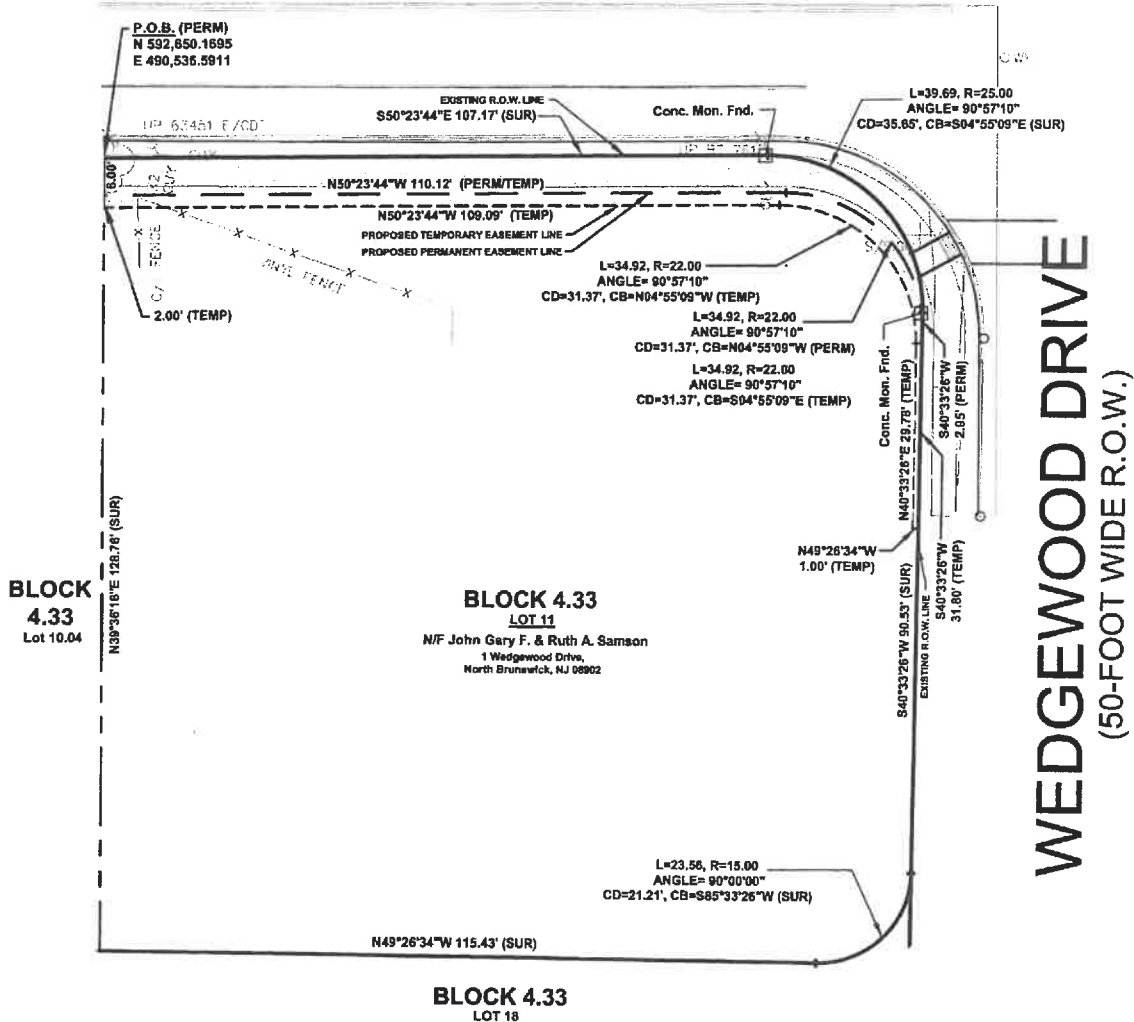 P.O.B. (PERM)
N 592,650.1695
E 490,536.5911
EXISTING R.O.W. LINE
S50°23'44"E 107.17' (SUR)
Conc. Mon. Fnd.
L=39.69, R=25.00
ANGLE= 90°57'10"
CD=35.65', CB=S04°55'09"E (SUR)
UP 63451 E/CDT
6.00'
GUY
N50°23'44"W 110.12' (PERM/TEMP)
N50°23'44"W 109.09' (TEMP)
PROPOSED TEMPORARY EASEMENT LINE
PROPOSED PERMANENT EASEMENT LINE
FENCE
VNYL FENCE
2.00' (TEMP)
L=34.92, R=22.00
ANGLE= 90°57'10"
CD=31.37', CB=N04°55'09"W (TEMP)
L=34.92, R=22.00
ANGLE= 90°57'10"
CD=31.37', CB=N04°55'09"W (PERM)
L=34.92, R=22.00
ANGLE= 90°57'10"
CD=31.37', CB=S04°55'09"E (TEMP)
Conc. Mon. Fnd.
N40°33'26"E 29.78' (TEMP)
S40°33'26"W
2.85' (PERM)
N49°26'34"W
1.00' (TEMP)
S40°33'26"W
31.80' (TEMP)
S40°33'26"W 90.53' (SUR)
EXISTING R.O.W. LINE
WEDGEWOOD DRIVE
(50-FOOT WIDE R.O.W.)
N39°36'16"E 128.76' (SUR)
BLOCK
4.33
Lot 10.04
BLOCK 4.33
LOT 11
N/F John Gary F. & Ruth A. Samson
1 Wedgewood Drive,
North Brunswick, NJ 08902
L=23.56, R=15.00
ANGLE= 90°00'00"
CD=21.21', CB=S85°33'26"W (SUR)
N49°26'34"W 115.43' (SUR)
BLOCK 4.33
LOT 18